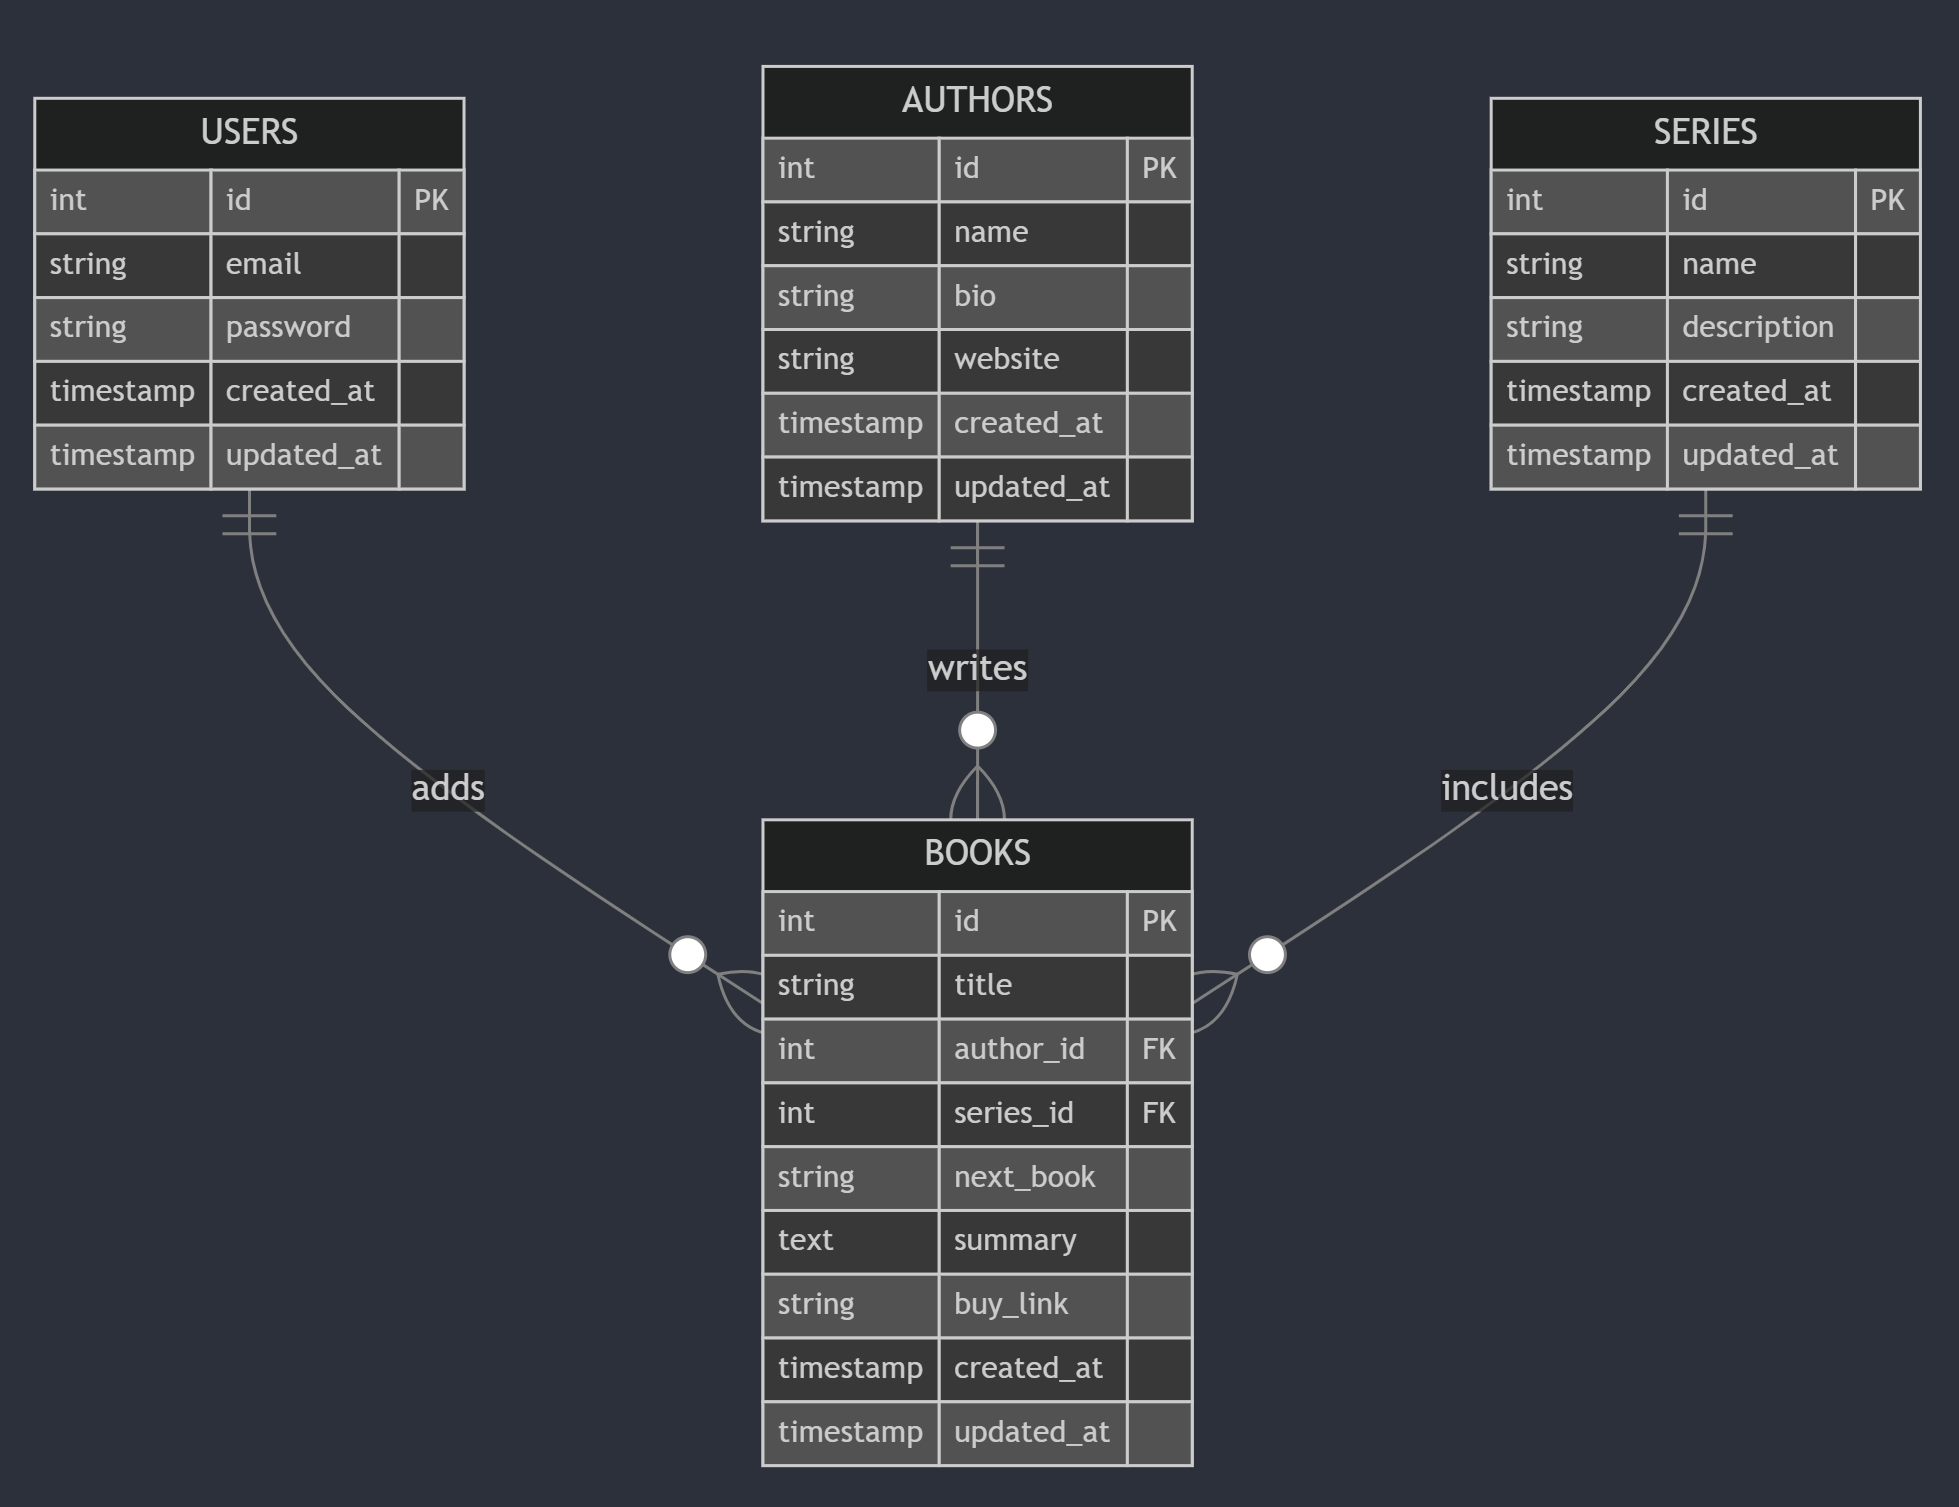 USERS
int id PK
string email
string password
timestamp created_at
timestamp updated_at
AUTHORS
int id PK
string name
string bio
string website
timestamp created_at
timestamp updated_at
SERIES
int id PK
string name
string description
timestamp created_at
timestamp updated_at
writes
adds
includes
BOOKS
int id PK
string title
int author_id FK
int series_id FK
string next_book
text summary
string buy_link
timestamp created_at
timestamp updated_at